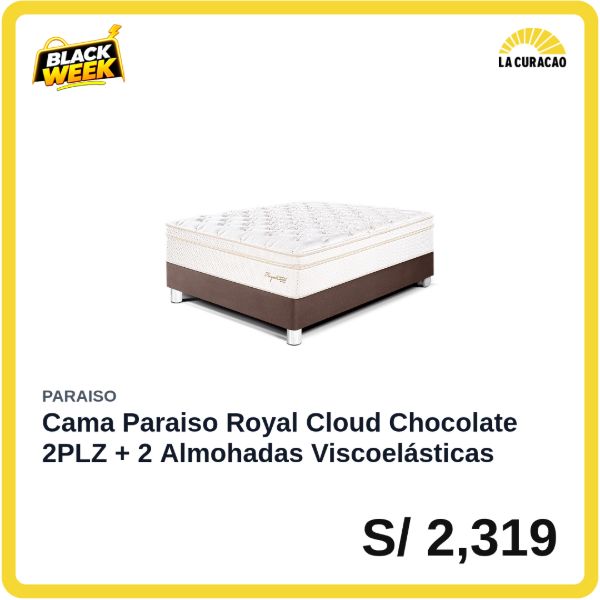 BLACK
WEEK
LA CURACAO
PARAISO
Cama Paraiso Royal Cloud Chocolate
2PLZ + 2 Almohadas Viscoelásticas
S/ 2,319